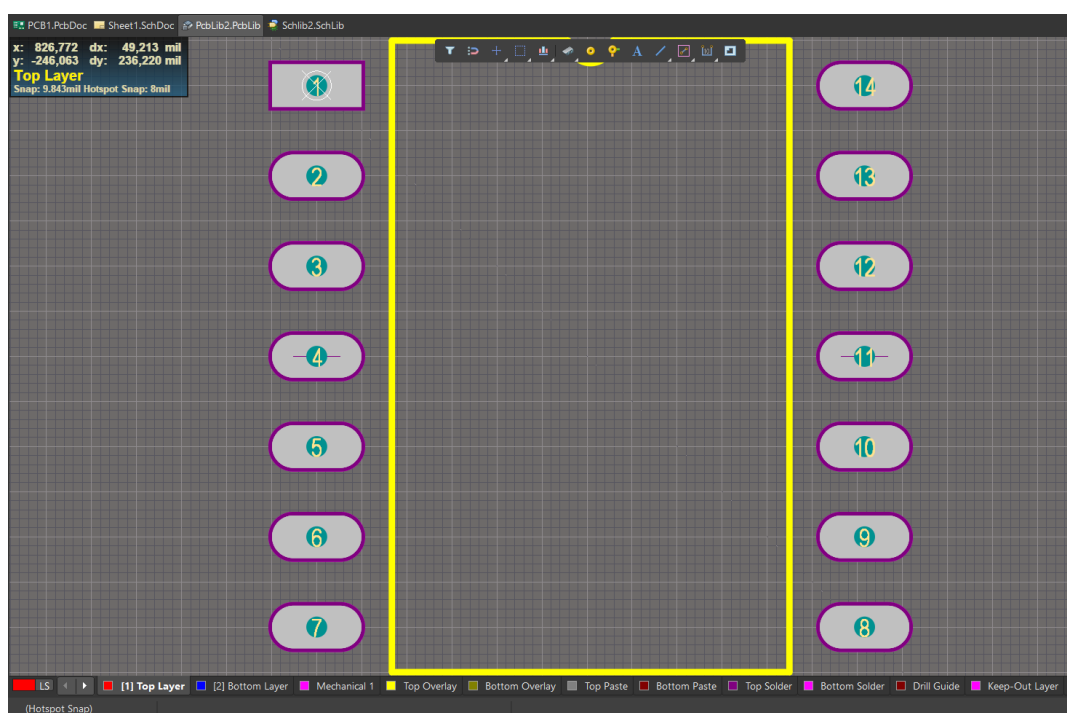 PCB1.PcbDoc Sheet1.SchDoc PcbLib2.PcbLib Schlib2.SchLib
x: 826,772 dx: 49,213 mil
y: -246,063 dy: 236,220 mil
Top Layer
Snap: 9.843mil Hotspot Snap: 8mil
A
1 14
2 13
3 12
4 11
5 10
6 9
7 8
LS [1] Top Layer [2] Bottom Layer Mechanical 1 Top Overlay Bottom Overlay Top Paste Bottom Paste Top Solder Bottom Solder Drill Guide Keep-Out Layer
(Hotspot Snap)